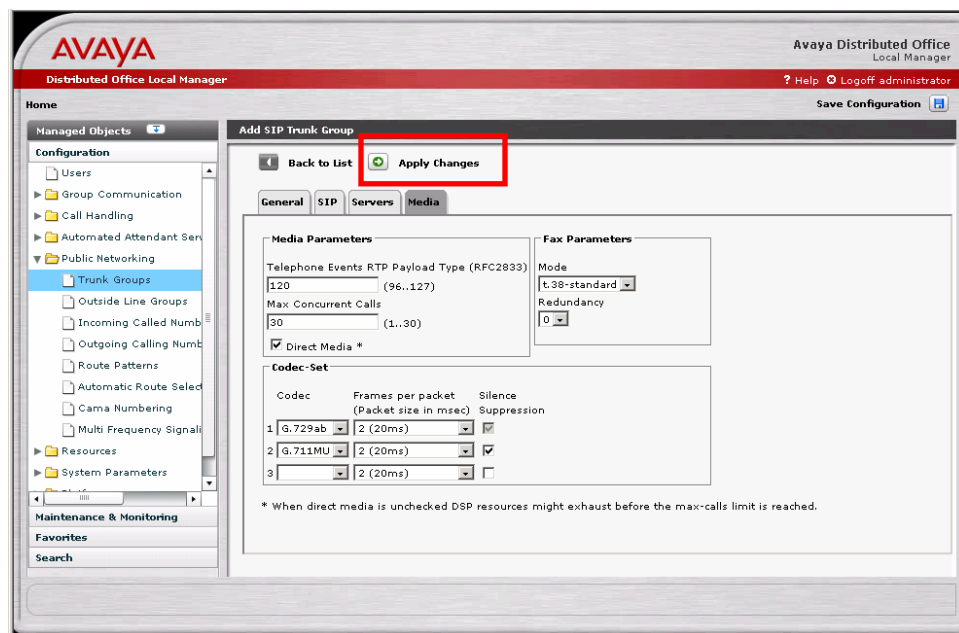 AVAYA
Avaya Distributed Office
Local Manager
Distributed Office Local Manager
? Help Logoff administrator
Home
Save Configuration
Managed Objects
Add SIP Trunk Group
Configuration
Back to List Apply Changes
Users
Group Communication
General SIP Servers Media
Call Handling
Automated Attendant Serv
Media Parameters
Fax Parameters
Public Networking
Telephone Events RTP Payload Type (RFC2833)
Mode
Trunk Groups
120 (96..127)
t.38-standard
Outside Line Groups
Max Concurrent Calls
Redundancy
Incoming Called Numb
30 (1..30)
0
Outgoing Calling Numb
Direct Media *
Route Patterns
Codec-Set
Automatic Route Select
Codec Frames per packet Silence
(Packet size in msec) Suppression
Cama Numbering
1 G.729ab 2 (20ms)
Multi Frequency Signali
2 G.711MU 2 (20ms)
Resources
3 2 (20ms)
System Parameters
* When direct media is unchecked DSP resources might exhaust before the max-calls limit is reached.
Maintenance & Monitoring
Favorites
Search